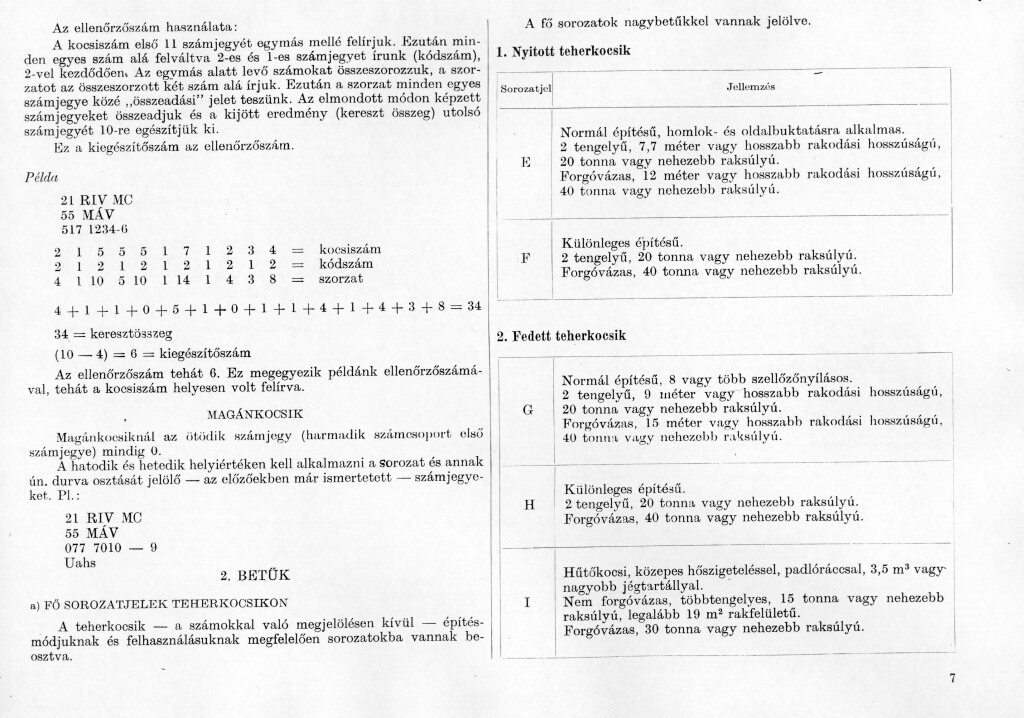 Az ellenőrzőszám használata:
A kocsiszám első 11 számjegyét egymás mellé felírjuk. Ezután min-
den egyes szám alá felváltva 2-es és 1-es számjegyet írunk (kódszám),
2-vel kezdődően. Az egymás alatt levő számokat összeszorozzuk, a szor-
zatot az összeszorzott két szám alá írjuk. Ezután a szorzat minden egyes
számjegye közé „összeadási” jelet teszünk. Az elmondott módon képzett
számjegyeket összeadjuk és a kijött eredmény (kereszt összeg) utolsó
számjegyét 10-re egészítjük ki.
Ez a kiegészítőszám az ellenőrzőszám.
Példa
21 RIV MC
55 MÁV
517 1234-6
2 1 5 5 5 1 7 1 2 3 4 = kocsiszám
2 1 2 1 2 1 2 1 2 1 2 = kódszám
4 1 10 5 10 1 14 1 4 3 8 = szorzat
4 + 1 + 1 + 0 + 5 + 1 + 0 + 1 + 1 + 4 + 1 + 4 + 3 + 8 = 34
34 = keresztösszeg
(10 — 4) = 6 = kiegészítőszám
Az ellenőrzőszám tehát 6. Ez megegyezik példánk ellenőrzőszámá-
val, tehát a kocsiszám helyesen volt felírva.
MAGÁNKOCSIK
Magánkocsiknál az ötödik számjegy (harmadik számcsoport első
számjegye) mindig 0.
A hatodik és hetedik helyiértéken kell alkalmazni a sorozat és annak
ún. durva osztását jelölő — az előzőekben már ismertetett — számjegye-
ket. Pl.:
21 RIV MC
55 MÁV
077 7010 — 9
Uahs
2. BETŰK
a) FŐ SOROZATJELEK TEHERKOCSIKON
A teherkocsik — a számokkal való megjelölésen kívül — építés-
módjuknak és felhasználásuknak megfelelően sorozatokba vannak be-
osztva.
A fő sorozatok nagybetűkkel vannak jelölve.
1. Nyitott teherkocsik
Sorozatjel Jellemzés
Normál építésű, homlok- és oldalbuktatásra alkalmas.
2 tengelyű, 7,7 méter vagy hosszabb rakodási hosszúságú,
E 20 tonna vagy nehezebb raksúlyú.
Forgóvázas, 12 méter vagy hosszabb rakodási hosszúságú,
40 tonna vagy nehezebb raksúlyú.
Különleges építésű.
F 2 tengelyű, 20 tonna vagy nehezebb raksúlyú.
Forgóvázas, 40 tonna vagy nehezebb raksúlyú.
2. Fedett teherkocsik
Normál építésű, 8 vagy több szellőzőnyílásos.
2 tengelyű, 9 méter vagy hosszabb rakodási hosszúságú,
G 20 tonna vagy nehezebb raksúlyú.
Forgóvázas, 15 méter vagy hosszabb rakodási hosszúságú,
40 tonna vagy nehezebb raksúlyú.
Különleges építésű.
H 2 tengelyű, 20 tonna vagy nehezebb raksúlyú.
Forgóvázas, 40 tonna vagy nehezebb raksúlyú.
Hűtőkocsi, közepes hőszigeteléssel, padlóráccsal, 3,5 m³ vagy
nagyobb jégtartállyal.
I Nem forgóvázas, többtengelyes, 15 tonna vagy nehezebb
raksúlyú, legalább 19 m² rakfelületű.
Forgóvázas, 30 tonna vagy nehezebb raksúlyú.
7